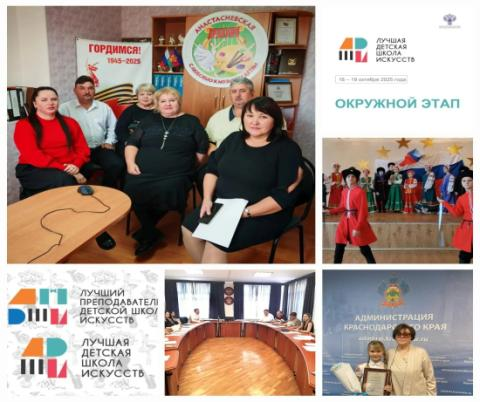 ГОРДИМСЯ!
1945-2025
АНАСТАСИЕВСКАЯ
ЛУЧШАЯ
ДЕТСКАЯ
ШКОЛА
ИСКУССТВ
16 – 19 октября 2025 года
ОКРУЖНОЙ ЭТАП
ЛУЧШИЙ
ПРЕПОДАВАТЕЛЬ
ДЕТСКОЙ ШКОЛ
ИСКУССТВ
ЛУЧШАЯ
ДЕТСКАЯ
ШКОЛА
ИСКУССТВ
АДМИНИСТРАЦИЯ
КРАСНОДАРСКОГО КРАЯ